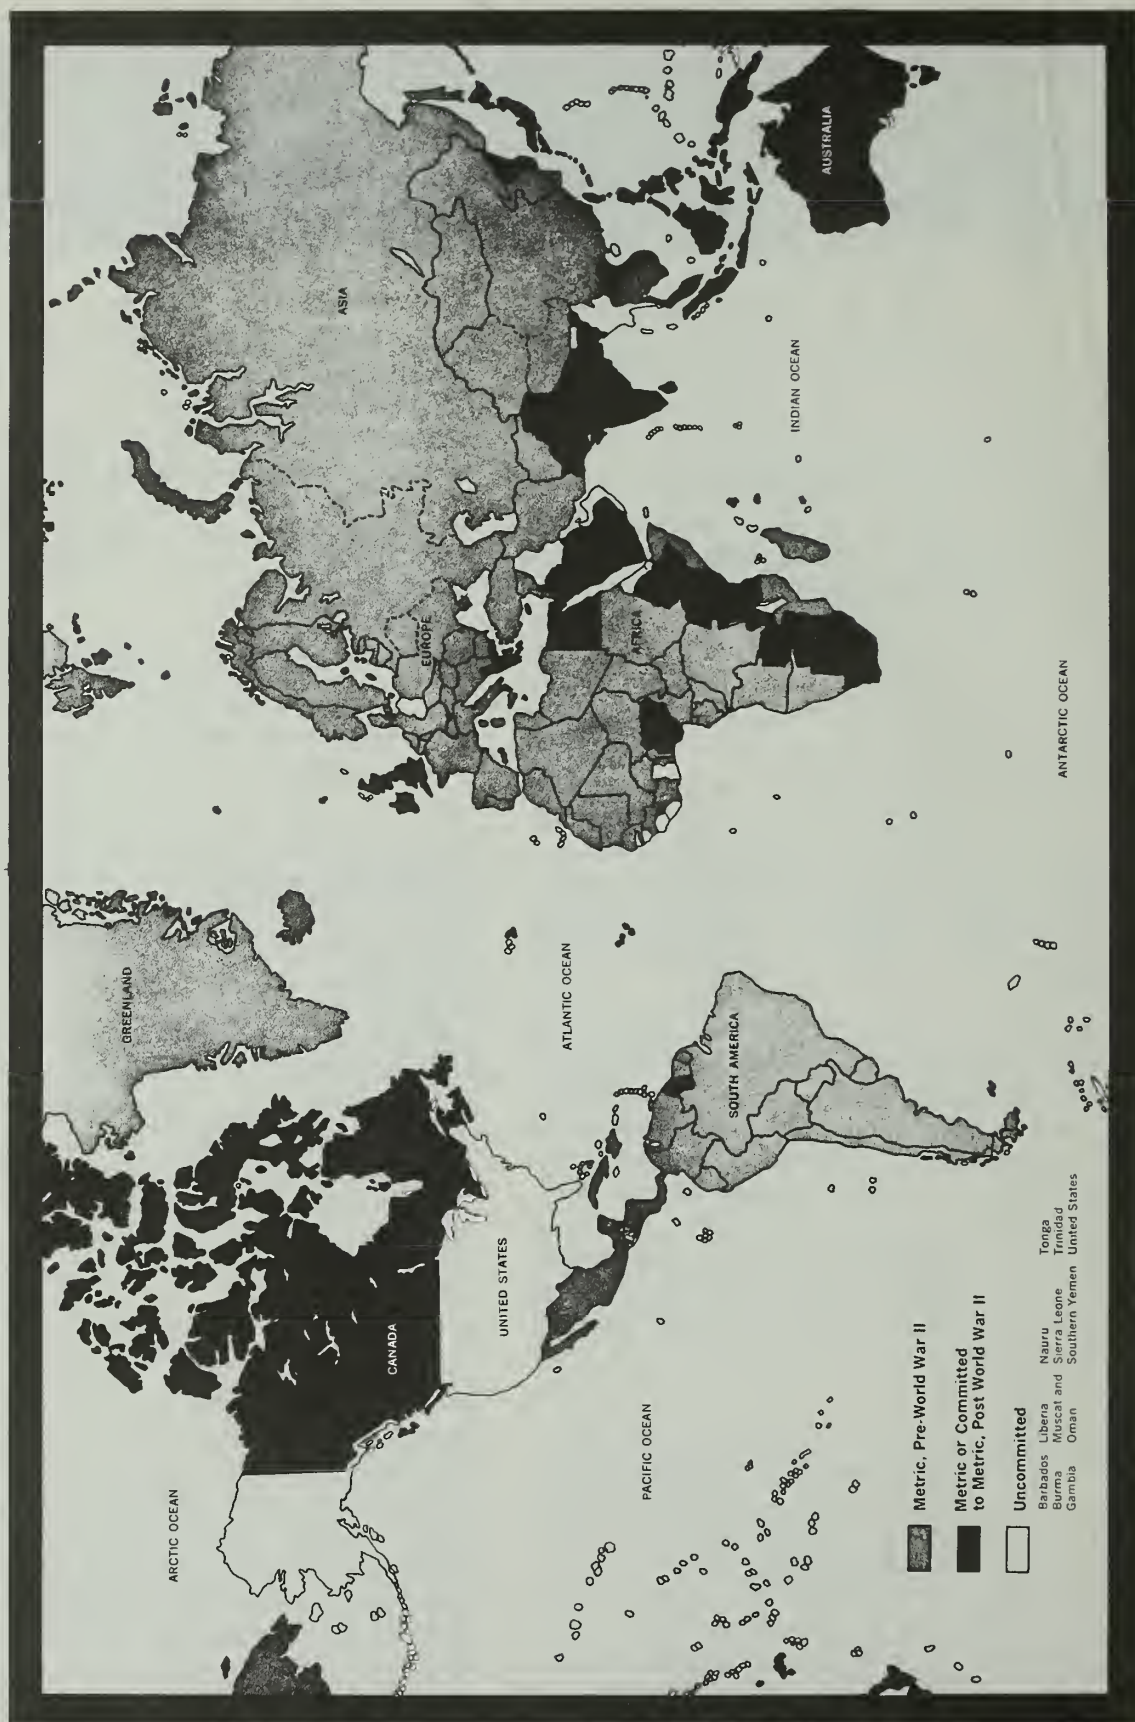 ARCTIC OCEAN
GREENLAND
ASIA
EUROPE
CANADA
UNITED STATES
ATLANTIC OCEAN
AFRICA
PACIFIC OCEAN
SOUTH AMERICA
INDIAN OCEAN
AUSTRALIA
ANTARCTIC OCEAN
Metric, Pre-World War II
Metric or Committed
to Metric, Post World War II
Uncommitted
Barbados Liberia Nauru Tonga
Burma Muscat and Sierra Leone Trinidad
Gambia Oman Southern Yemen United States